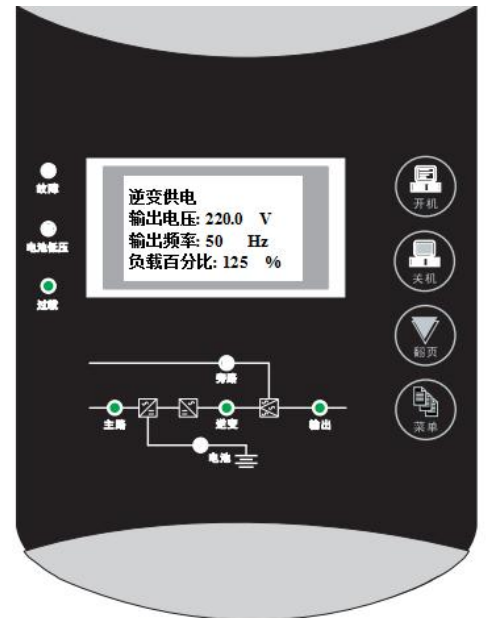 逆变供电
输出电压: 220.0 V
输出频率: 50 Hz
负载百分比: 125 %
故障
电池低压
过载
开机
关机
翻页
菜单
旁路
主路
逆变
输出
电池